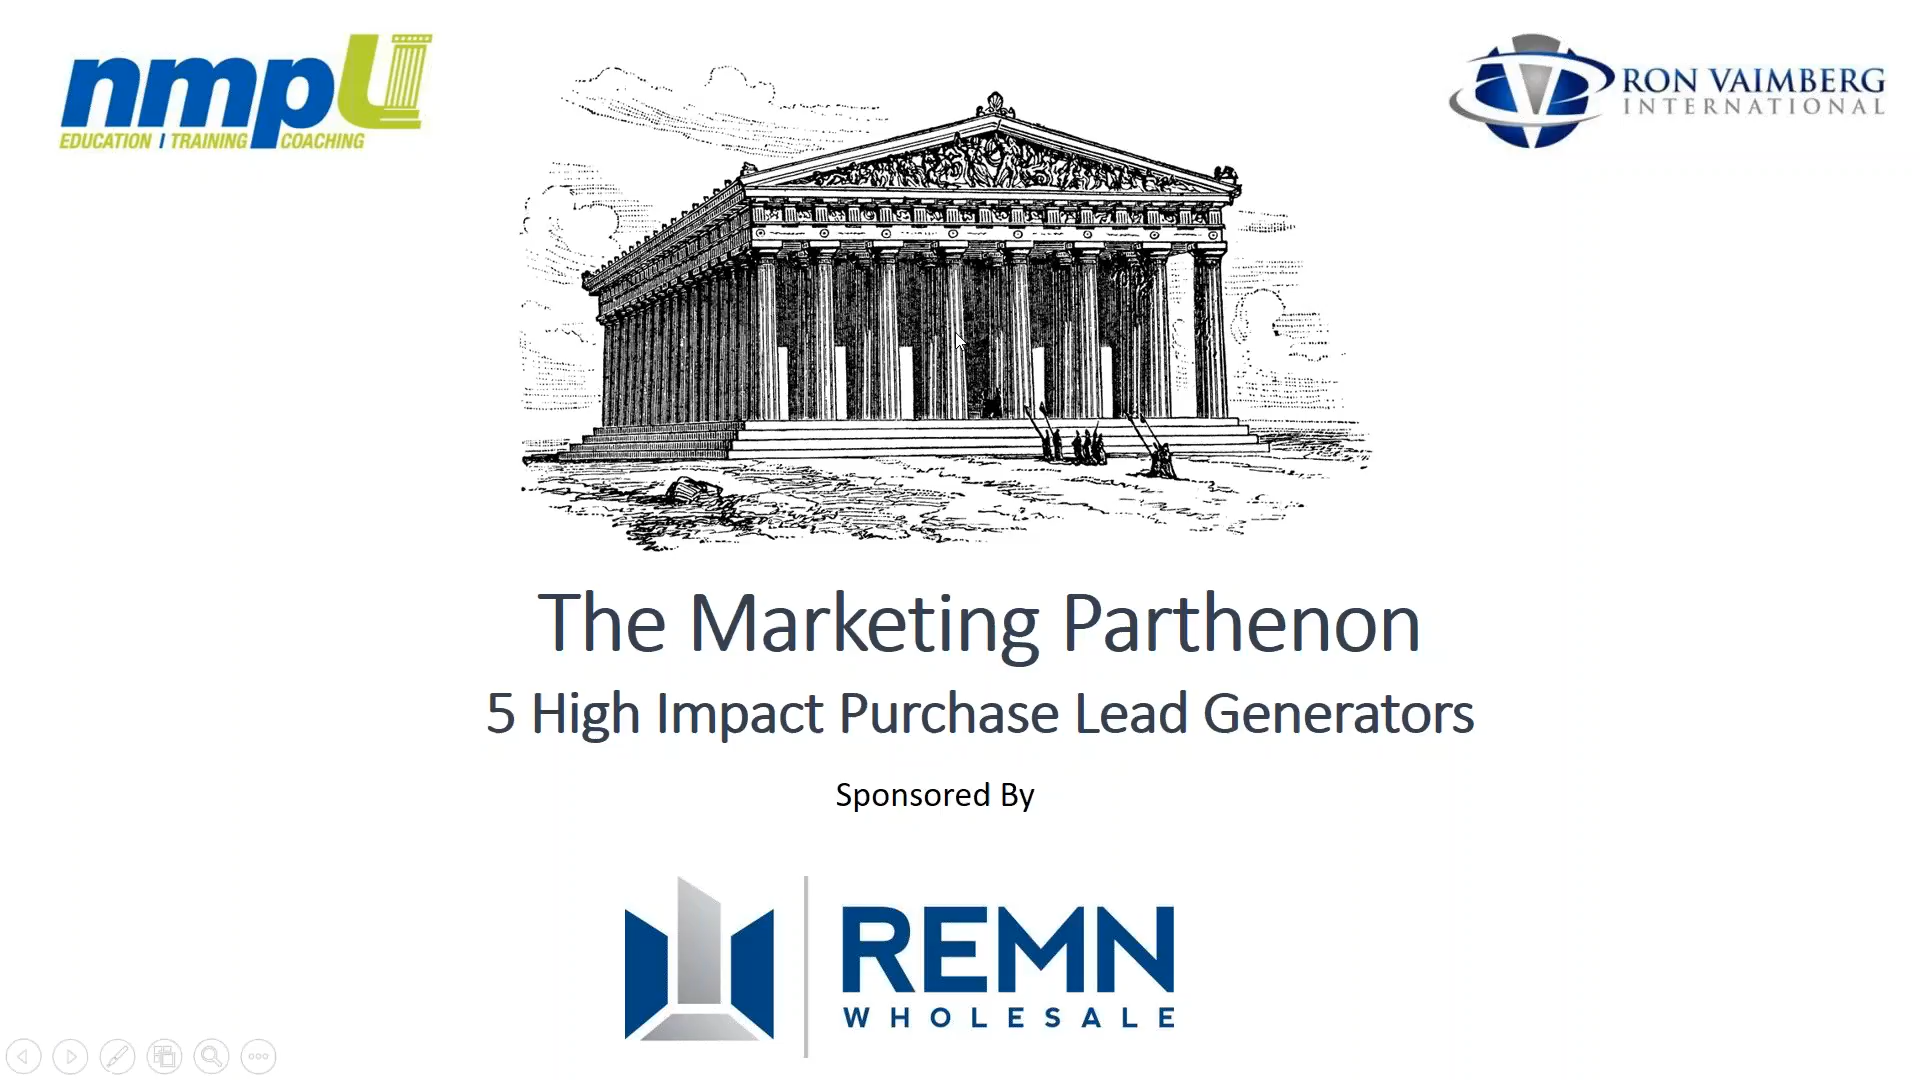 nmpU
EDUCATION | TRAINING COACHING
RON VAIMBERG
INTERNATIONAL
The Marketing Parthenon
5 High Impact Purchase Lead Generators
Sponsored By
REMN
WHOLESALE